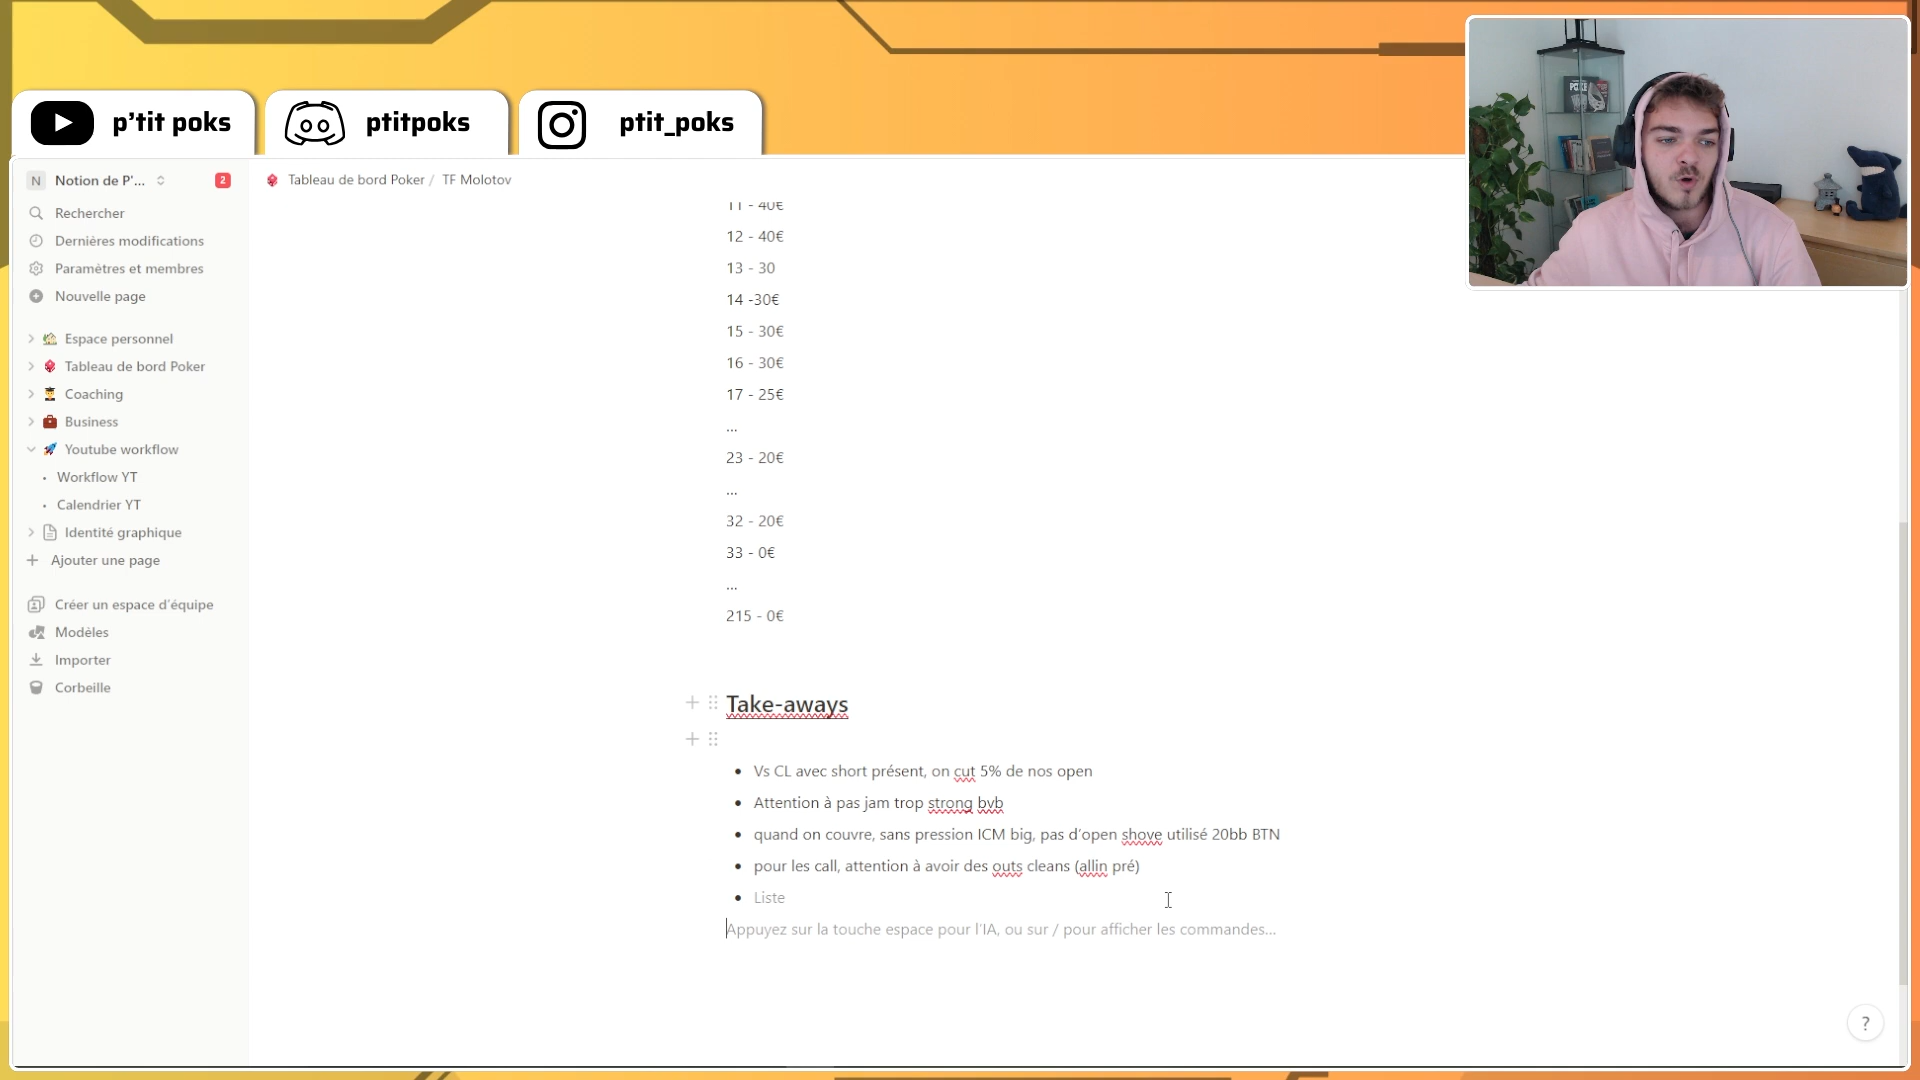 p'tit poks
ptitpoks
ptit_poks
N Notion de P'... 2
Rechercher
Dernières modifications
Paramètres et membres
Nouvelle page
Espace personnel
Tableau de bord Poker
Coaching
Business
Youtube workflow
Workflow YT
Calendrier YT
Identité graphique
Ajouter une page
Créer un espace d'équipe
Modèles
Importer
Corbeille
Tableau de bord Poker / TF Molotov
11 - 40€
12 - 40€
13 - 30
14 -30€
15 - 30€
16 - 30€
17 - 25€
...
23 - 20€
...
32 - 20€
33 - 0€
...
215 - 0€
Take-aways
• Vs CL avec short présent, on cut 5% de nos open
• Attention à pas jam trop strong bvb
• quand on couvre, sans pression ICM big, pas d'open shove utilisé 20bb BTN
• pour les call, attention à avoir des outs cleans (allin pré)
• Liste
Appuyez sur la touche espace pour l'IA, ou sur / pour afficher les commandes...
?
POKER